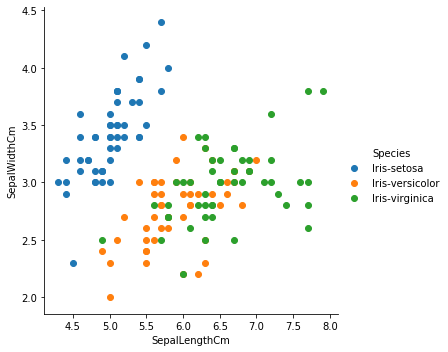 4.5
4.0
3.5
3.0
2.5
2.0
SepalWidthCm
4.5 5.0 5.5 6.0 6.5 7.0 7.5 8.0
SepalLengthCm
Species
Iris-setosa
Iris-versicolor
Iris-virginica